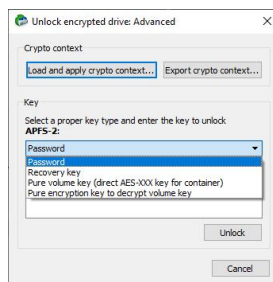 Unlock encrypted drive: Advanced
Crypto context
Load and apply crypto context...
Export crypto context...
Key
Select a proper key type and enter the key to unlock
APFS-2:
Password
Password
Recovery key
Pure volume key (direct AES-XXX key for container)
Pure encryption key to decrypt volume key
Unlock
Cancel